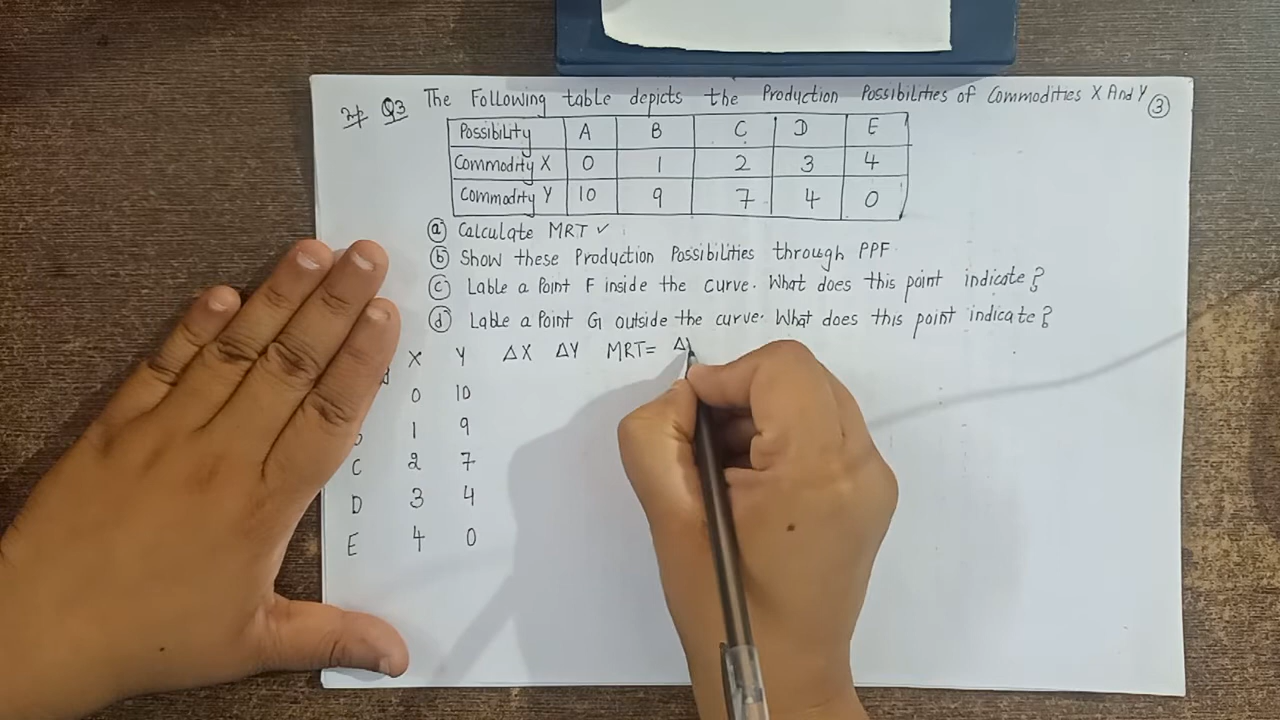 Imp Q3 The Following table depicts the Production Possibilities of Commodities X And Y ③
Possibility A B C D E
Commodity X 0 1 2 3 4
Commodity Y 10 9 7 4 0
ⓐ Calculate MRT ✓
ⓑ Show these Production Possibilities through PPF
ⓒ Lable a Point F inside the curve. What does this point indicate?
ⓓ Lable a Point G outside the curve. What does this point indicate?
X Y ΔX ΔY MRT= Δ
0 10
1 9
C 2 7
D 3 4
E 4 0